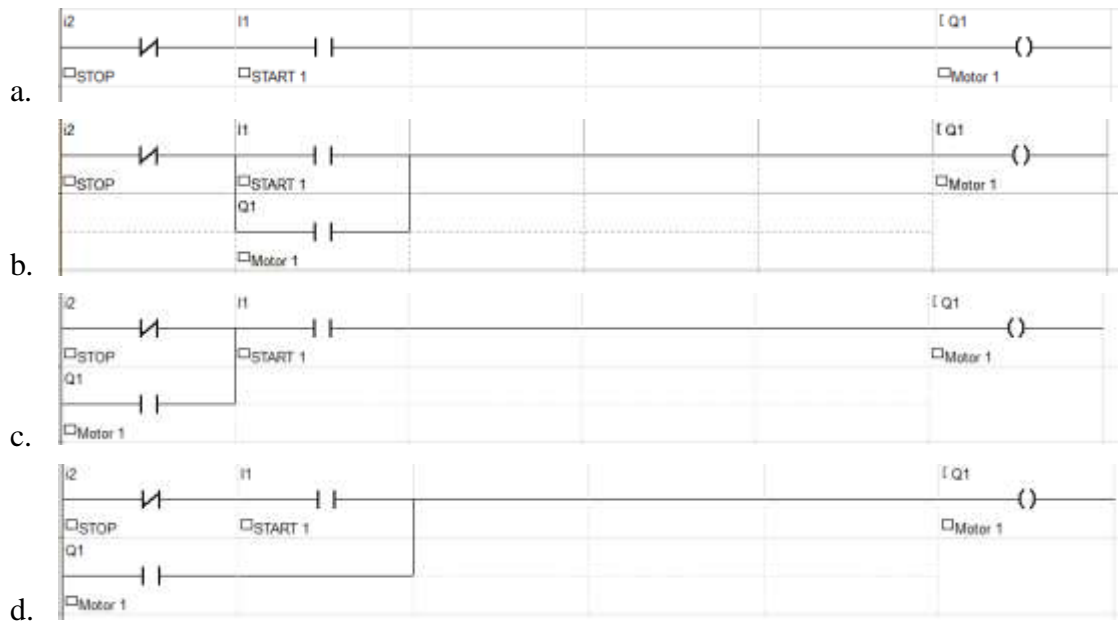 i2 I1 [ Q1
STOP START 1 Motor 1
a.
i2 I1 [ Q1
STOP START 1 Motor 1
Q1
Motor 1
b.
i2 I1 [ Q1
STOP START 1 Motor 1
Q1
Motor 1
c.
i2 I1 [ Q1
STOP START 1 Motor 1
Q1
Motor 1
d.